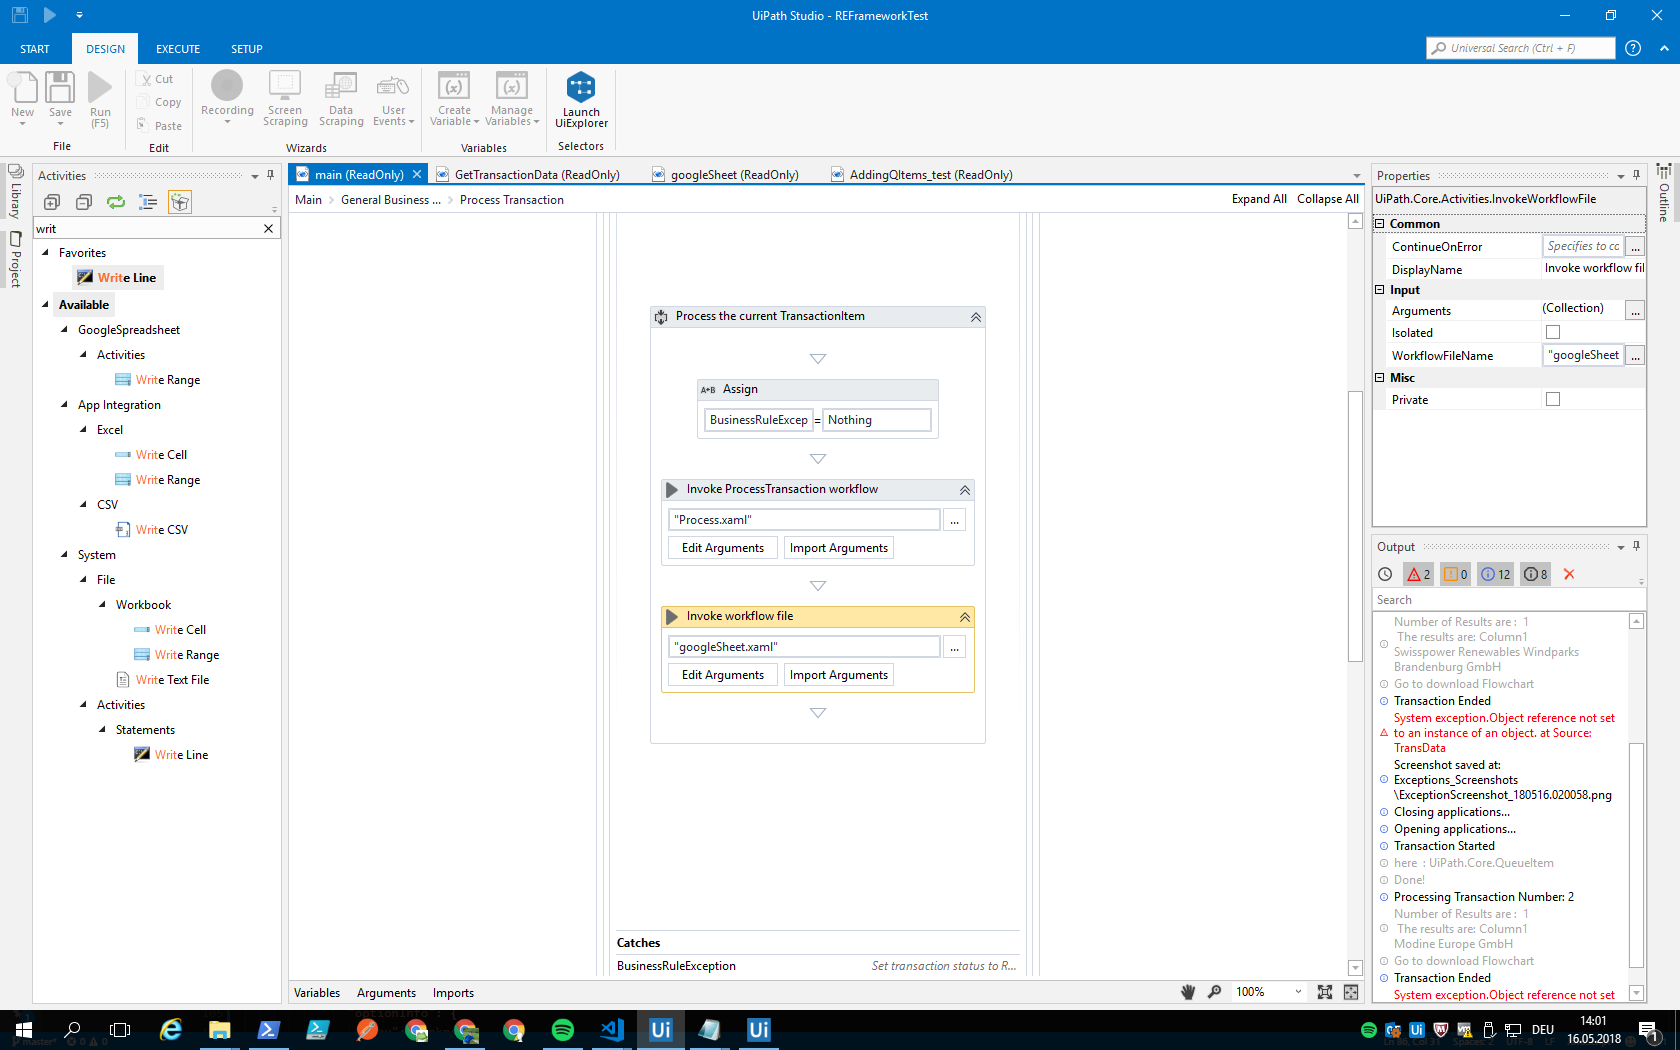 UiPath Studio - REFrameworkTest
START
DESIGN
EXECUTE
SETUP
Universal Search (Ctrl + F)
New
Save
Run
(F5)
File
Cut
Copy
Paste
Edit
Recording
Screen
Scraping
Data
Scraping
User
Events
Wizards
Create
Variable
Manage
Variables
Variables
Launch
UiExplorer
Selectors
Library
Project
Activities
writ
Favorites
Write Line
Available
GoogleSpreadsheet
Activities
Write Range
App Integration
Excel
Write Cell
Write Range
CSV
Write CSV
System
File
Workbook
Write Cell
Write Range
Write Text File
Activities
Statements
Write Line
main (ReadOnly)
GetTransactionData (ReadOnly)
googleSheet (ReadOnly)
AddingQItems_test (ReadOnly)
Main > General Business ... > Process Transaction
Expand All
Collapse All
Process the current TransactionItem
A+B Assign
BusinessRuleExcep = Nothing
Invoke ProcessTransaction workflow
"Process.xaml"
...
Edit Arguments
Import Arguments
Invoke workflow file
"googleSheet.xaml"
...
Edit Arguments
Import Arguments
Catches
BusinessRuleException
Set transaction status to R...
Variables
Arguments
Imports
100%
Properties
UiPath.Core.Activities.InvokeWorkflowFile
Common
ContinueOnError
Specifies to co
...
DisplayName
Invoke workflow fil
Input
Arguments
(Collection)
...
Isolated
WorkflowFileName
"googleSheet
...
Misc
Private
Outline
Output
2
0
12
8
Search
Number of Results are : 1
The results are: Column1
Swisspower Renewables Windparks
Brandenburg GmbH
Go to download Flowchart
Transaction Ended
System exception.Object reference not set
to an instance of an object. at Source:
TransData
Screenshot saved at:
Exceptions_Screenshots
\ExceptionScreenshot_180516.020058.png
Closing applications...
Opening applications...
Transaction Started
here : UiPath.Core.QueueItem
Done!
Processing Transaction Number: 2
Number of Results are : 1
The results are: Column1
Modine Europe GmbH
Go to download Flowchart
Transaction Ended
System exception.Object reference not set
Ui
Ui
Ui
DEU
14:01
16.05.2018
1